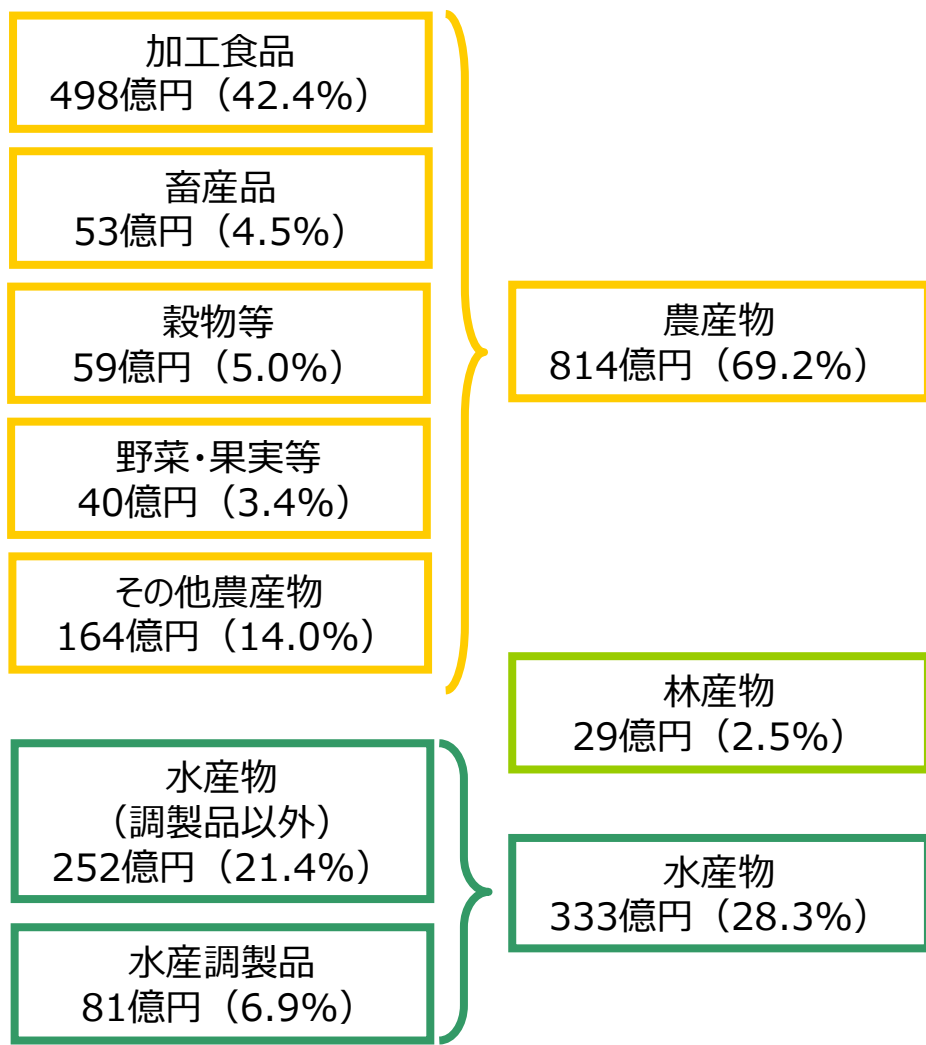 加工食品
498億円（42.4%）
畜産品
53億円（4.5%）
穀物等
59億円（5.0%）
野菜・果実等
40億円（3.4%）
その他農産物
164億円（14.0%）
農産物
814億円（69.2%）
林産物
29億円（2.5%）
水産物
（調製品以外）
252億円（21.4%）
水産調製品
81億円（6.9%）
水産物
333億円（28.3%）